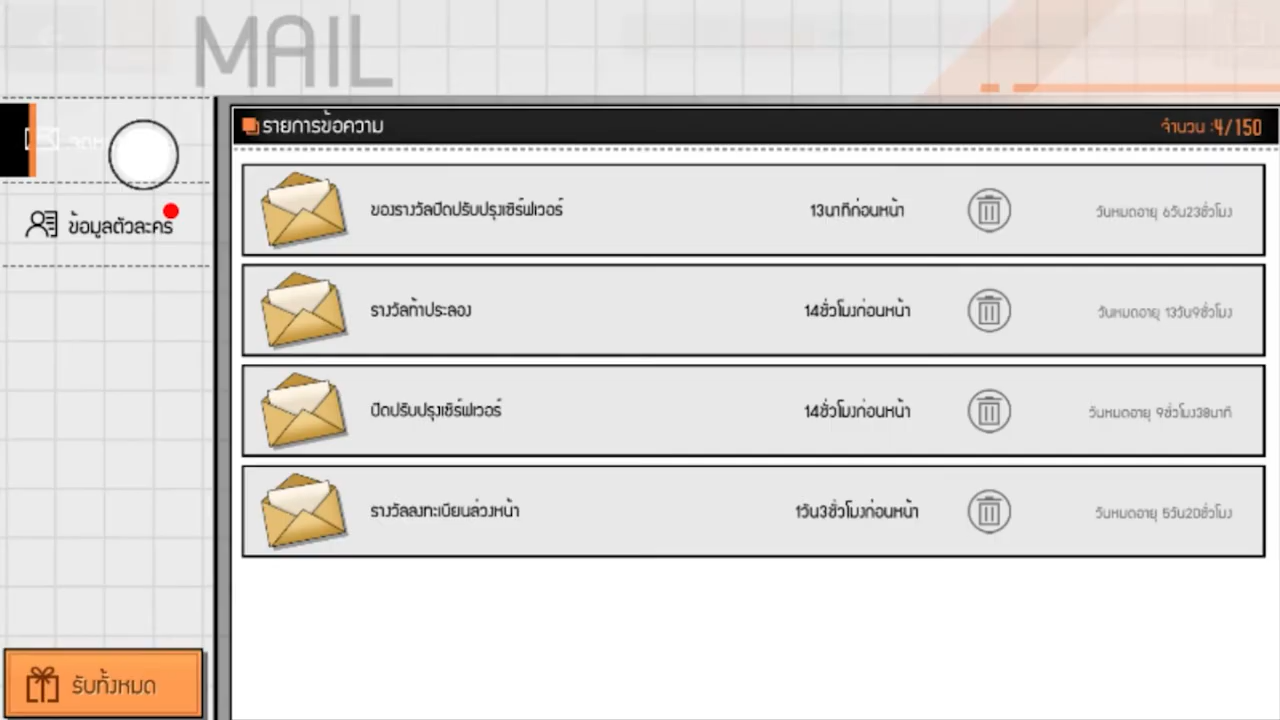 MAIL
รายการข้อความ
จำนวน :4/150
ข้อมูลตัวละคร
ของรางวัลปิดปรับปรุงเซิร์ฟเวอร์
13นาทีก่อนหน้า
วันหมดอายุ 6วัน23ชั่วโมง
รางวัลท้าประลอง
14ชั่วโมงก่อนหน้า
วันหมดอายุ 13วัน9ชั่วโมง
ปิดปรับปรุงเซิร์ฟเวอร์
14ชั่วโมงก่อนหน้า
วันหมดอายุ 9ชั่วโมง38นาที
รางวัลลงทะเบียนล่วงหน้า
1วัน3ชั่วโมงก่อนหน้า
วันหมดอายุ 5วัน20ชั่วโมง
รับทั้งหมด